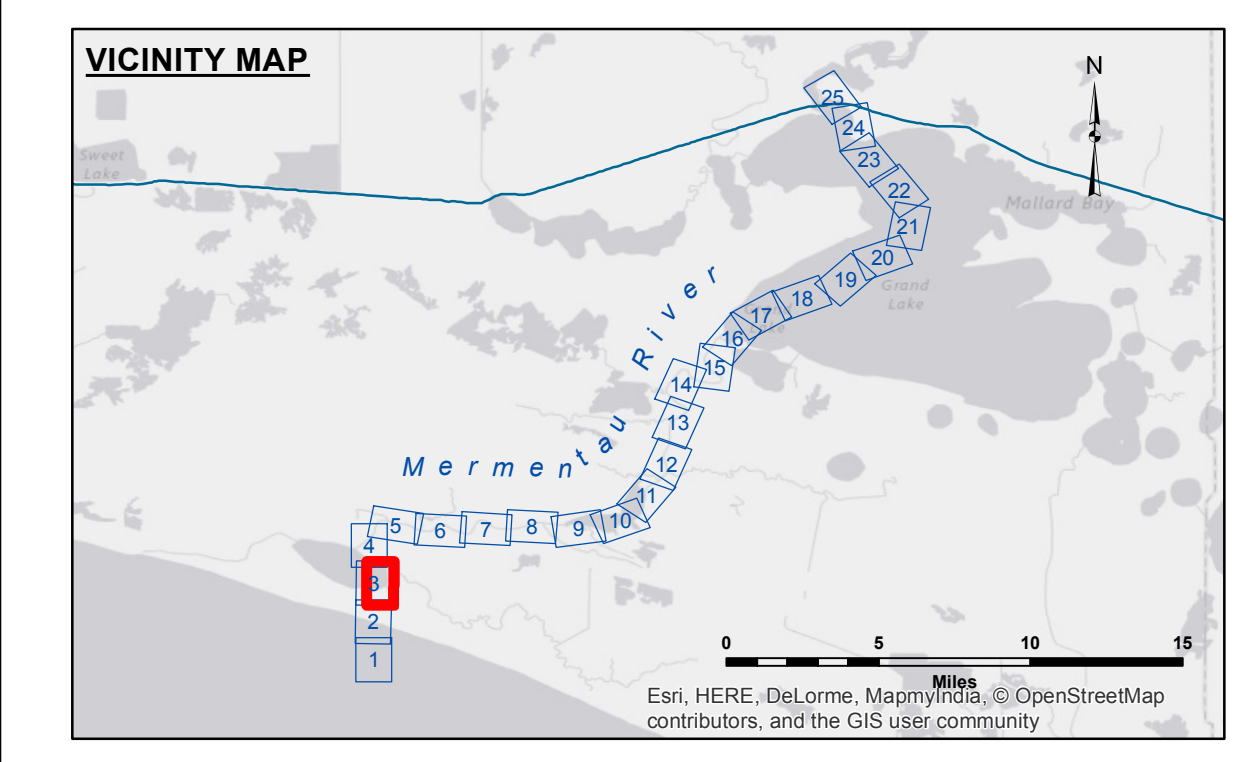 VICINITY MAP
N
25
24
Sweet
Lake
23
22
Mallard Bay
21
20
19
Grand
Lake
18
17
16
15
14
13
Mermentau River
12
11
10
9
8
7
6
5
4
3
2
1
0 5 10 15
Miles
Esri, HERE, DeLorme, MapmyIndia, © OpenStreetMap
contributors, and the GIS user community